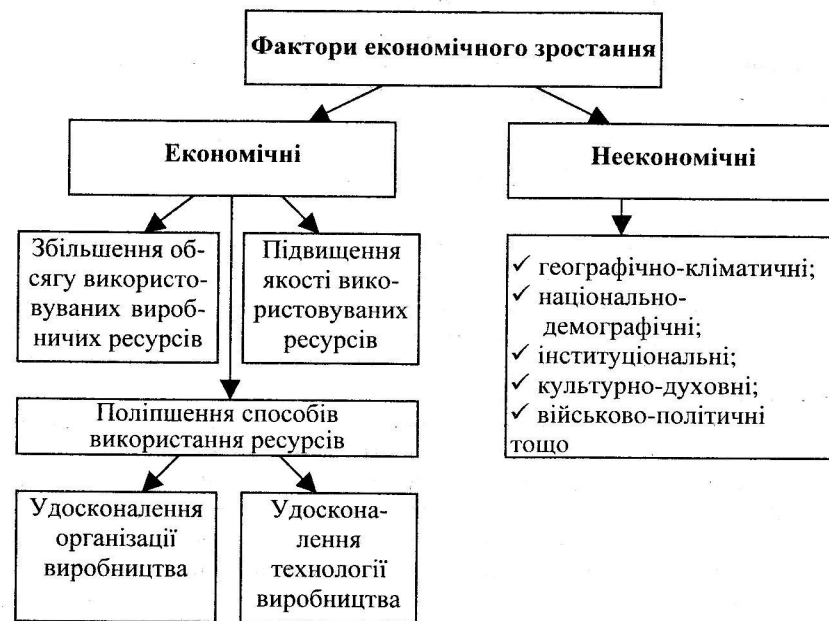 Фактори економічного зростання
Економічні
Неекономічні
Збільшення об-
сягу використо-
вуваних вироб-
ничих ресурсів
Підвищення
якості вико-
ристовуваних
ресурсів
✓ географічно-кліматичні;
✓ національно-
демографічні;
✓ інституціональні;
✓ культурно-духовні;
✓ військово-політичні
тощо
Поліпшення способів
використання ресурсів
Удосконалення
організації
виробництва
Удоскона-
лення
технології
виробництва